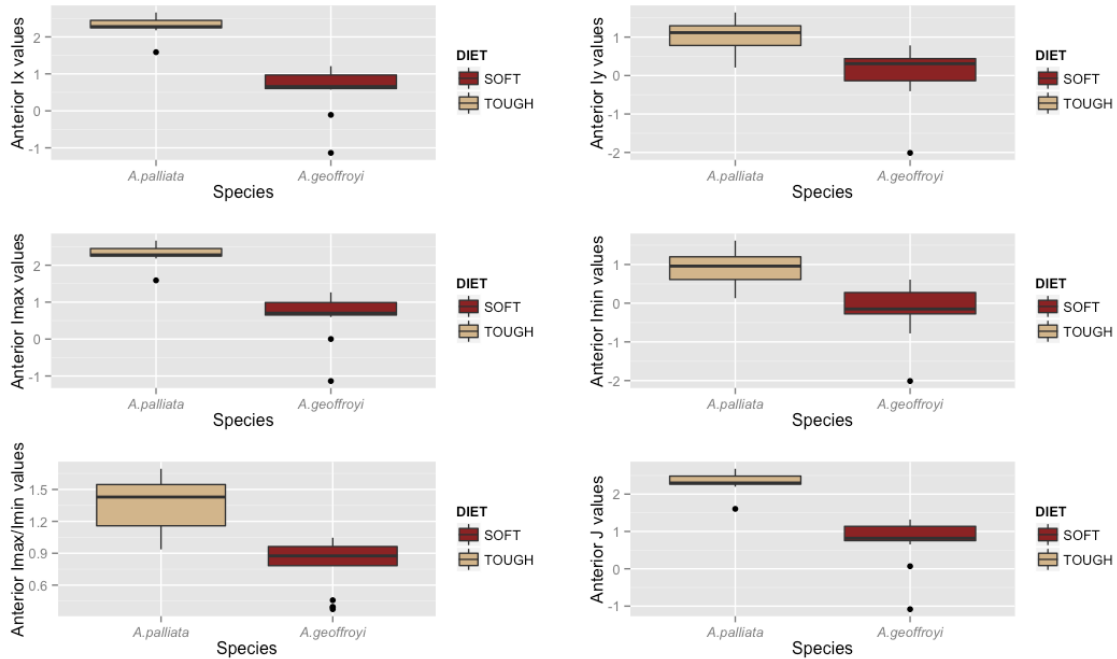 Anterior Ix values
2
1
0
-1
A.palliata
A.geoffroyi
Species
DIET
SOFT
TOUGH
Anterior Iy values
1
0
-1
-2
A.palliata
A.geoffroyi
Species
DIET
SOFT
TOUGH
Anterior Imax values
2
1
0
-1
A.palliata
A.geoffroyi
Species
DIET
SOFT
TOUGH
Anterior Imin values
1
0
-1
-2
A.palliata
A.geoffroyi
Species
DIET
SOFT
TOUGH
Anterior Imax/Imin values
1.5
1.2
0.9
0.6
A.palliata
A.geoffroyi
Species
DIET
SOFT
TOUGH
Anterior J values
2
1
0
-1
A.palliata
A.geoffroyi
Species
DIET
SOFT
TOUGH